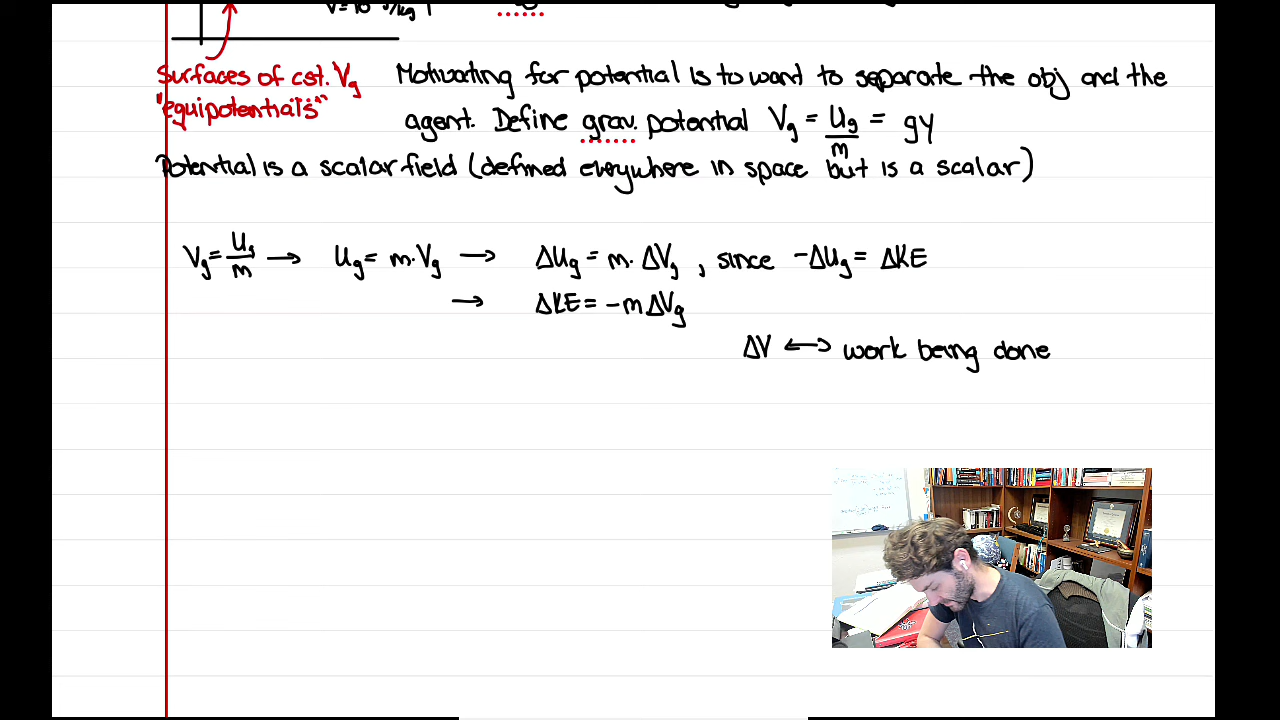 Surfaces of cst. Vg
"equipotentials"
Motivating for potential is to want to separate the obj and the
agent. Define grav. potential Vg = Ug/m = gy
Potential is a scalar field (defined everywhere in space but is a scalar)
Vg = Ug/m → Ug = m·Vg → ΔUg = m·ΔVg , since -ΔUg = ΔKE
→ ΔKE = -mΔVg
ΔV ↔ work being done